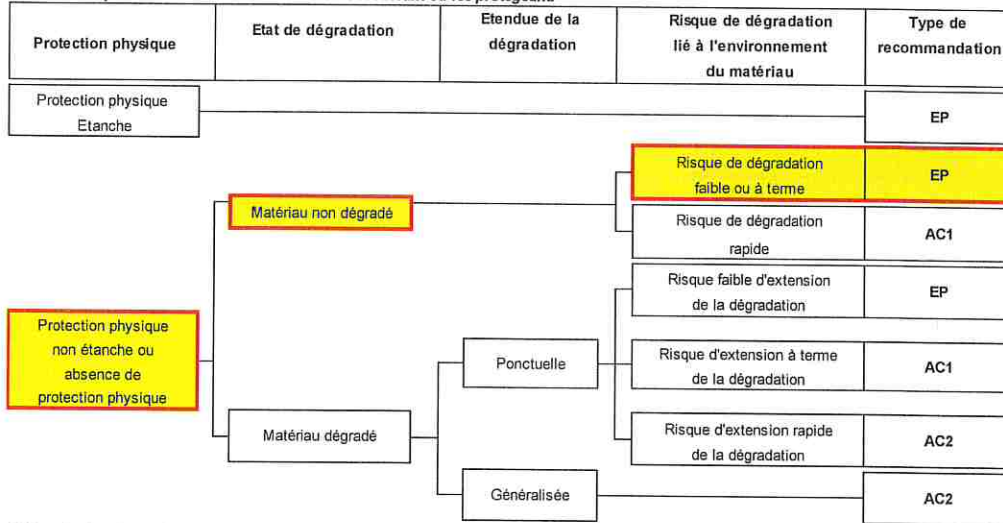 Protection physique
Etat de dégradation
Etendue de la
dégradation
Risque de dégradation
lié à l'environnement
du matériau
Type de
recommandation
Protection physique
Etanche
EP
Risque de dégradation
faible ou à terme
EP
Matériau non dégradé
Risque de dégradation
rapide
AC1
Risque faible d'extension
de la dégradation
EP
Protection physique
non étanche ou
absence de
protection physique
Ponctuelle
Risque d'extension à terme
de la dégradation
AC1
Matériau dégradé
Risque d'extension rapide
de la dégradation
AC2
Généralisée
AC2